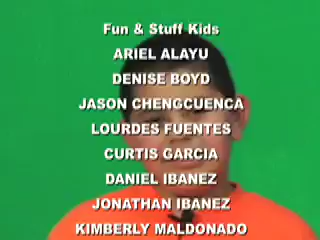 Fun & Stuff Kids
ARIEL ALAYU
DENISE BOYD
JASON CHENGCUENCA
LOURDES FUENTES
CURTIS GARCIA
DANIEL IBANEZ
JONATHAN IBANEZ
KIMBERLY MALDONADO